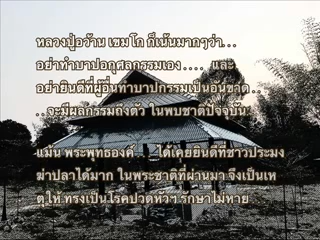 หลวงปู่อว้าน เขมโก ก็เน้นมากๆว่า...
อย่าทำบาปอกุศลกรรมเอง.... และ
อย่ายินดีที่ผู้อื่นทำบาปกรรมเป็นอันขาด..
..จะมีผลกรรมถึงตัว ในพบชาติปัจจุบัน.
แม้น พระพุทธองค์... ได้เคยยินดีที่ชาวประมง
ฆ่าปลาได้มาก ในพระชาติที่ผ่านมา จึงเป็นเห
ตุให้ ทรงเป็นโรคปวดหัวฯ รักษาไม่หาย